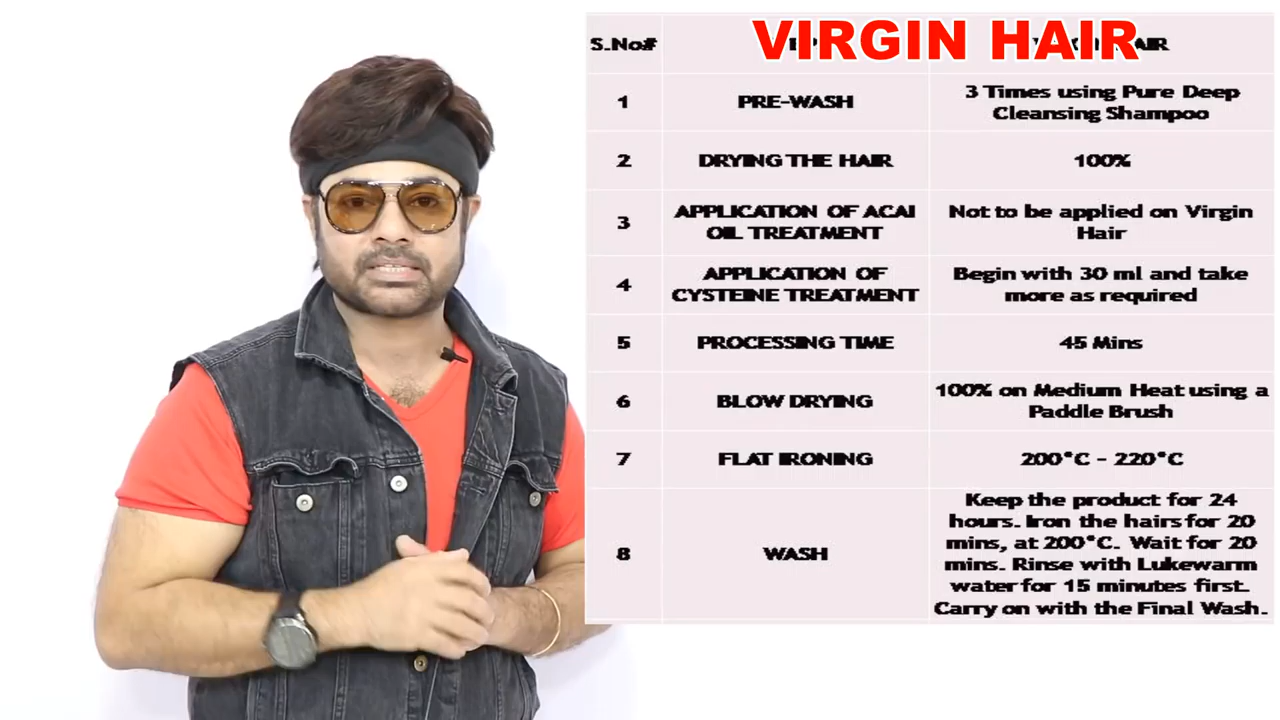 VIRGIN HAIR
S.No#
1
PRE-WASH
3 Times using Pure Deep
Cleansing Shampoo
2
DRYING THE HAIR
100%
3
APPLICATION OF ACAI
OIL TREATMENT
Not to be applied on Virgin
Hair
4
APPLICATION OF
CYSTEINE TREATMENT
Begin with 30 ml and take
more as required
5
PROCESSING TIME
45 Mins
6
BLOW DRYING
100% on Medium Heat using a
Paddle Brush
7
FLAT IRONING
200°C - 220°C
8
WASH
Keep the product for 24
hours. Iron the hairs for 20
mins, at 200°C. Wait for 20
mins. Rinse with Lukewarm
water for 15 minutes first.
Carry on with the Final Wash.